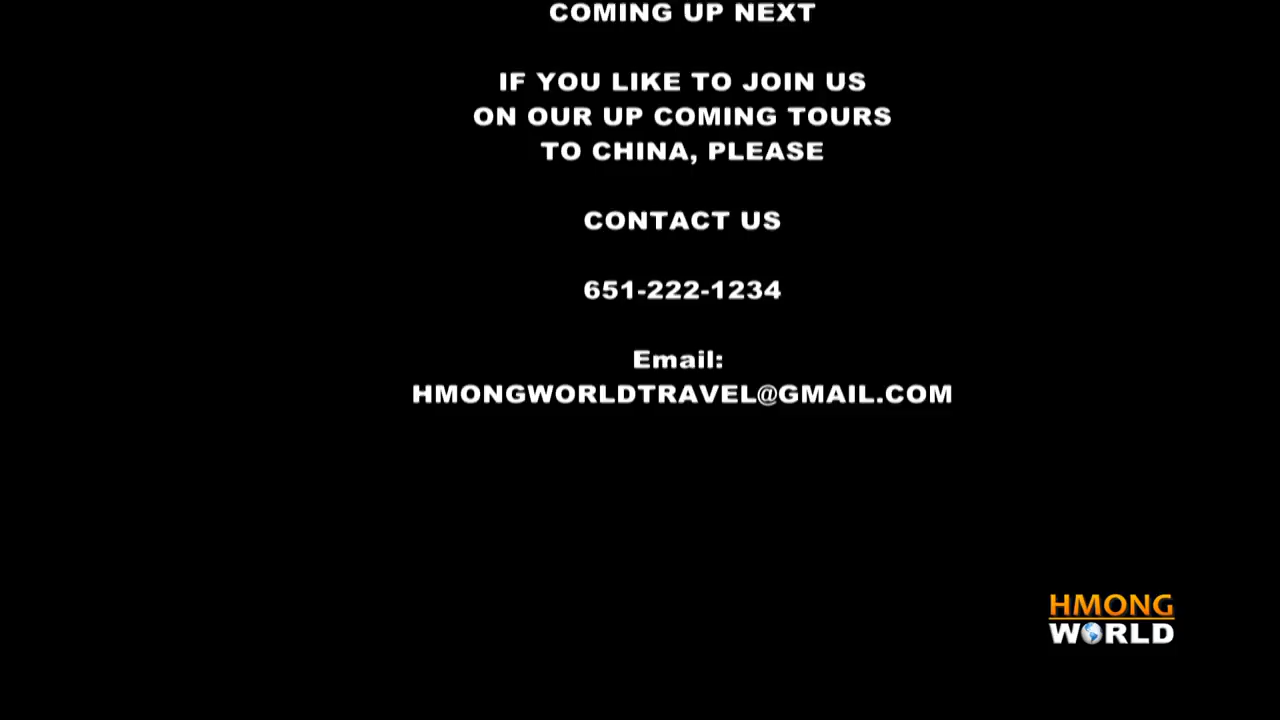 COMING UP NEXT
IF YOU LIKE TO JOIN US
ON OUR UP COMING TOURS
TO CHINA, PLEASE
CONTACT US
651-222-1234
Email:
HMONGWORLDTRAVEL@GMAIL.COM
HMONG
WORLD